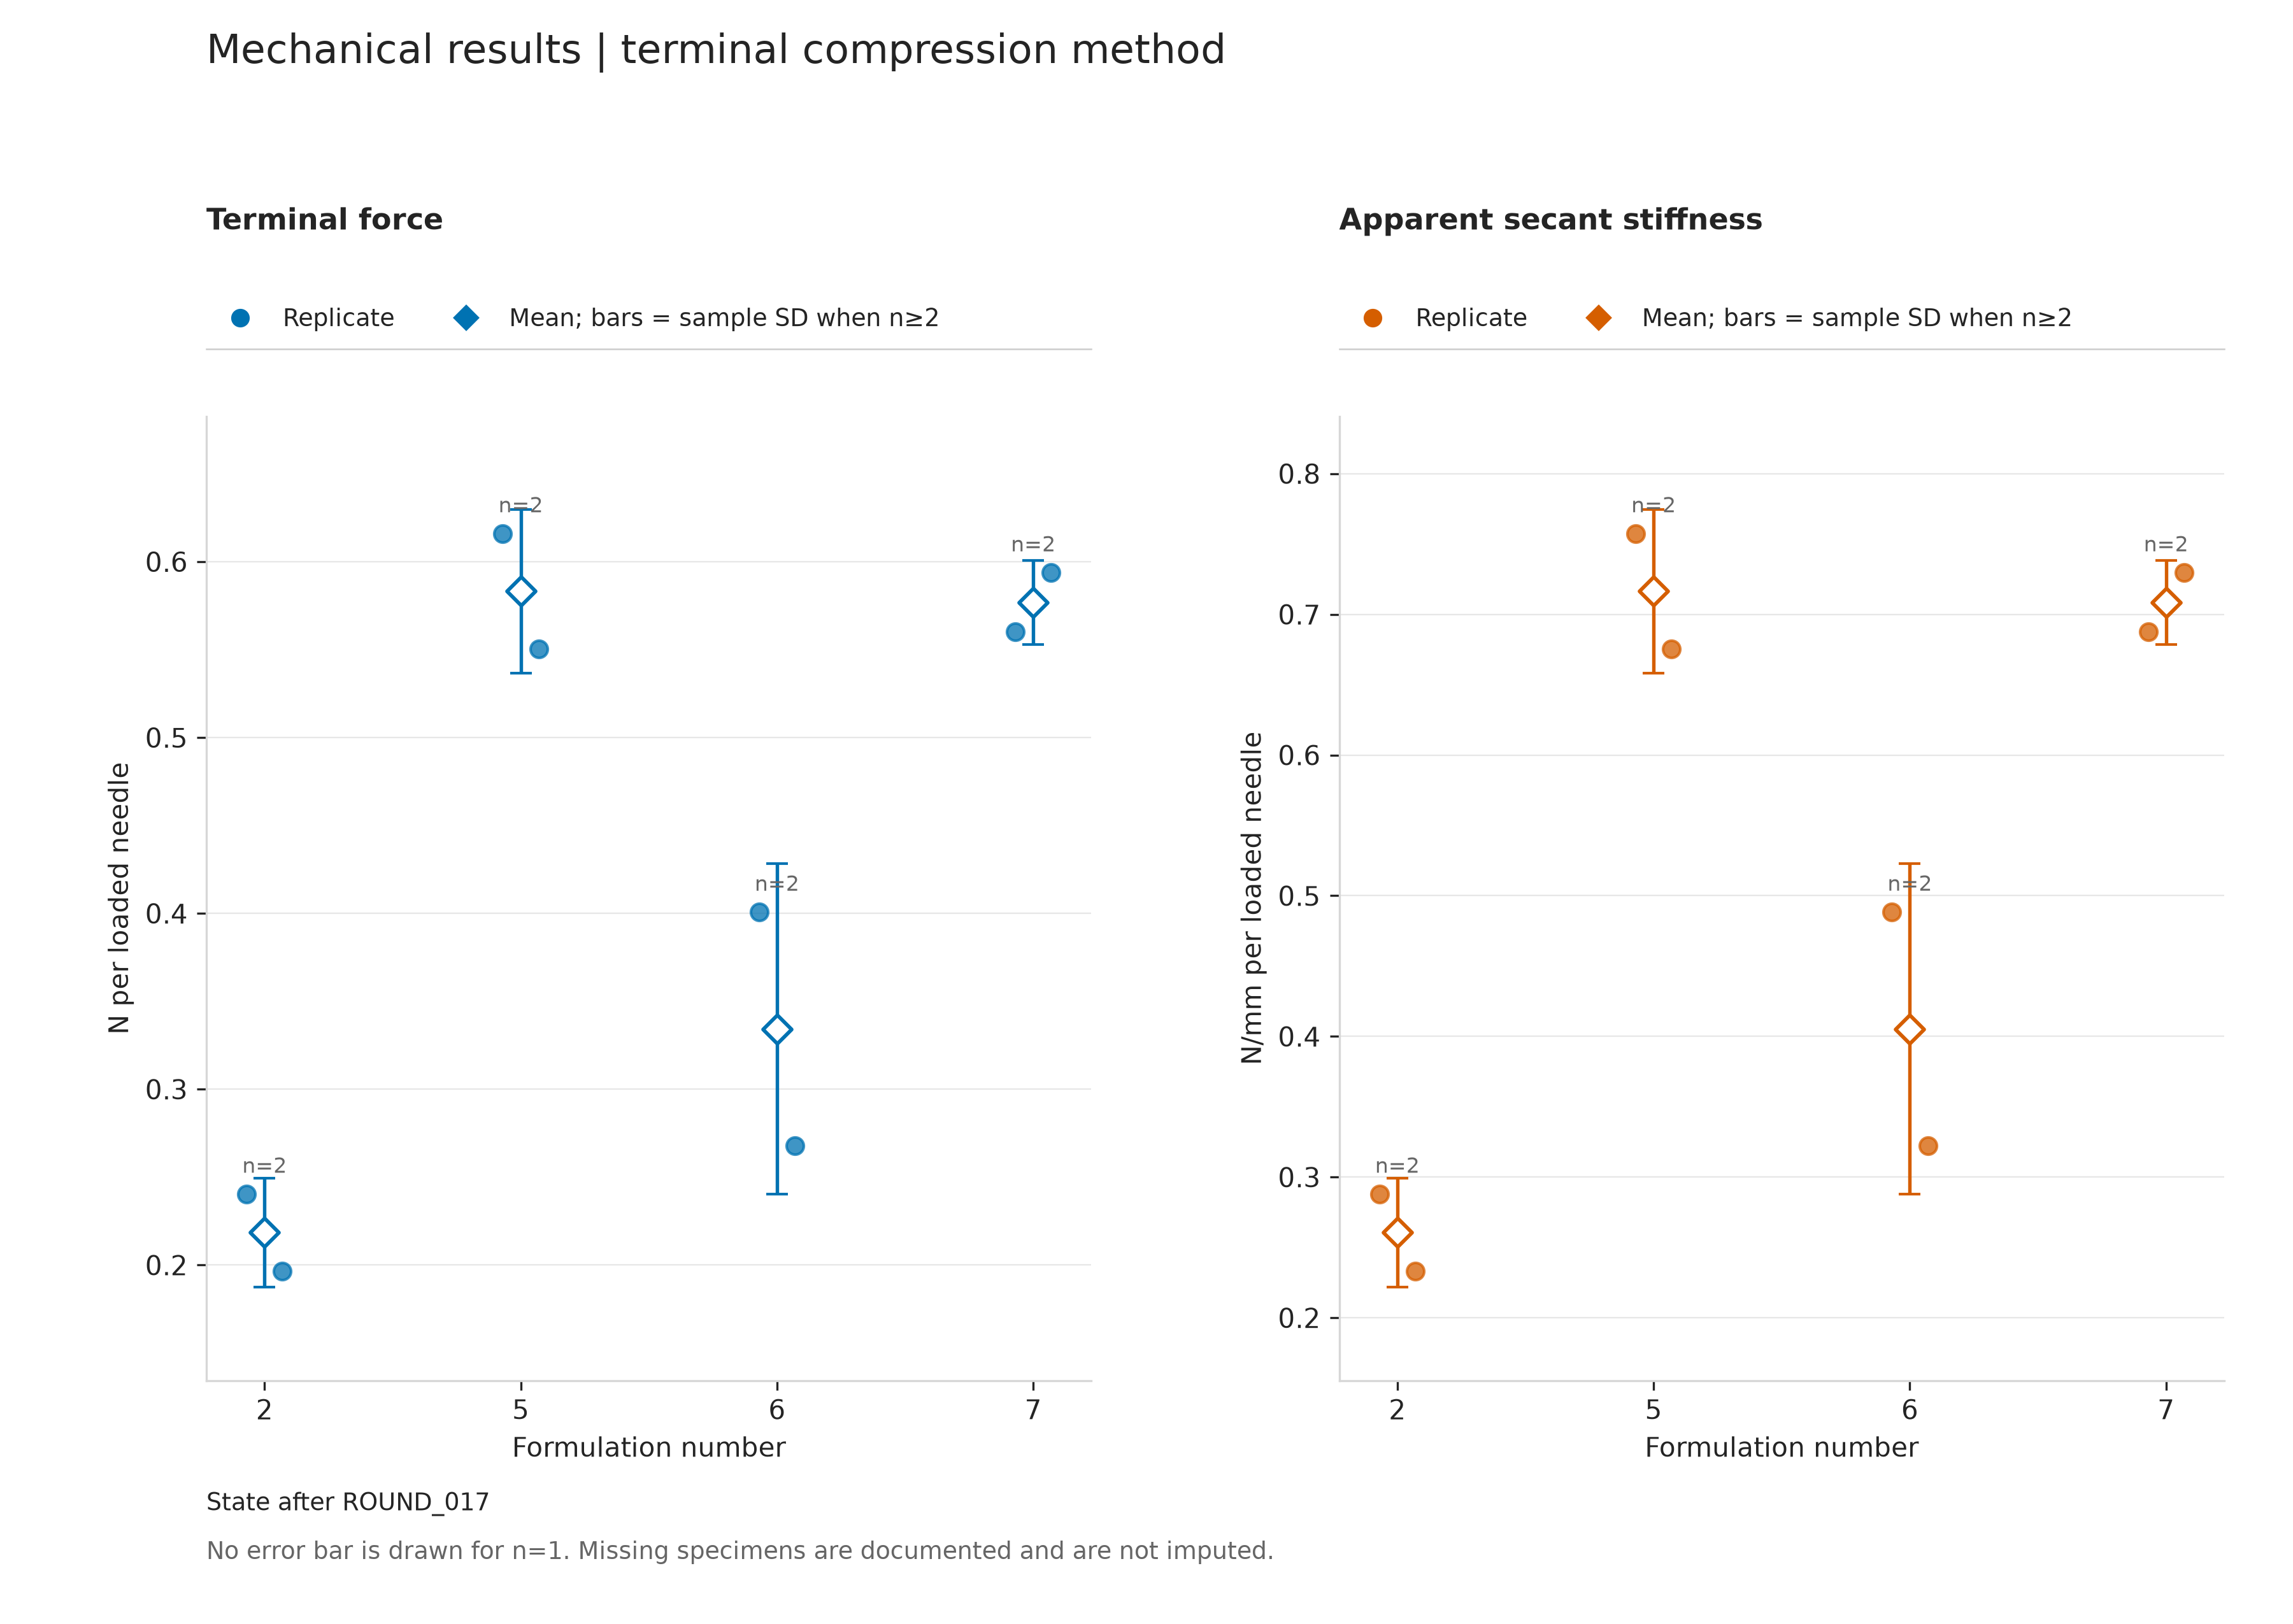 Mechanical results | terminal compression method
Terminal force
Replicate
Mean; bars = sample SD when n≥2
N per loaded needle
0.6
0.5
0.4
0.3
0.2
n=2
n=2
n=2
n=2
2
5
6
7
Formulation number
Apparent secant stiffness
Replicate
Mean; bars = sample SD when n≥2
N/mm per loaded needle
0.8
0.7
0.6
0.5
0.4
0.3
0.2
n=2
n=2
n=2
n=2
2
5
6
7
Formulation number
State after ROUND_017
No error bar is drawn for n=1. Missing specimens are documented and are not imputed.